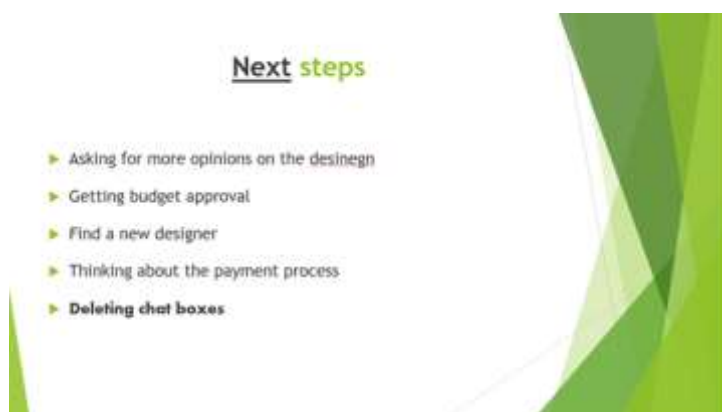 Next steps
Asking for more opinions on the desinegn
Getting budget approval
Find a new designer
Thinking about the payment process
Deleting chat boxes